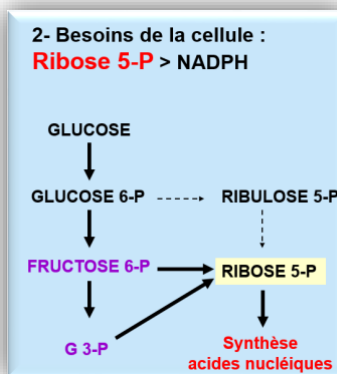 2- Besoins de la cellule :
Ribose 5-P > NADPH
GLUCOSE
GLUCOSE 6-P
RIBULOSE 5-P
FRUCTOSE 6-P
RIBOSE 5-P
G 3-P
Synthèse
acides nucléiques